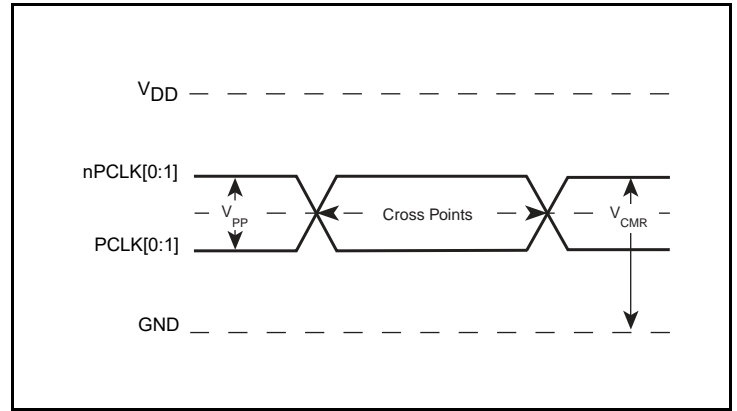 VDD
nPCLK[0:1]
VPP
Cross Points
VCMR
PCLK[0:1]
GND